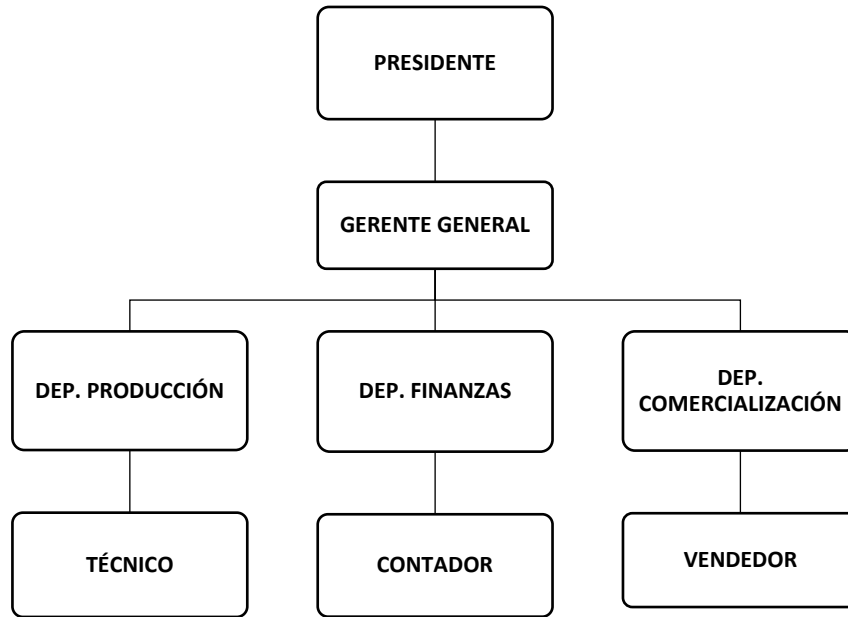 PRESIDENTE
GERENTE GENERAL
DEP. PRODUCCIÓN
DEP. FINANZAS
DEP.
COMERCIALIZACIÓN
TÉCNICO
CONTADOR
VENDEDOR